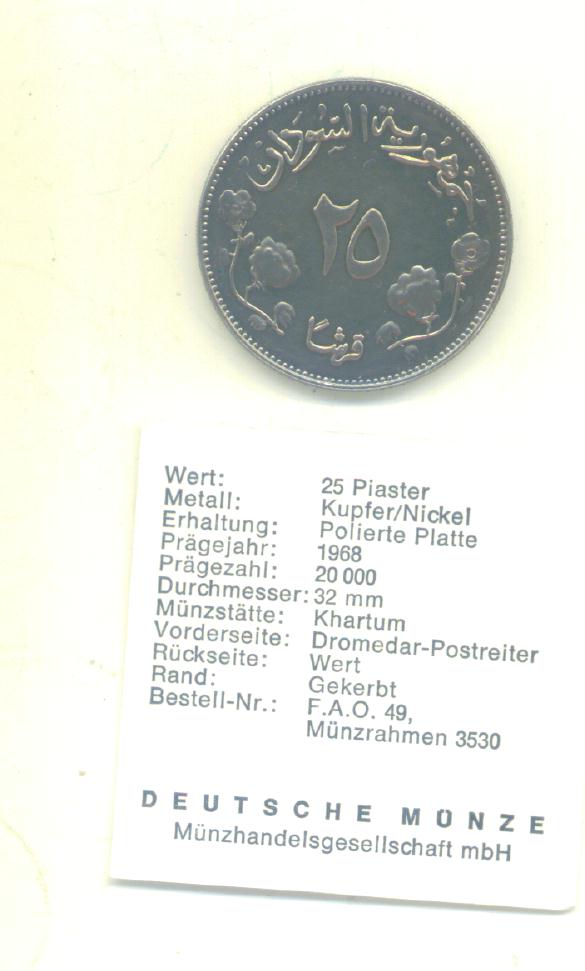 جمهورية السودان
٢٥
قرشاً
Wert: 25 Piaster
Metall: Kupfer/Nickel
Erhaltung: Polierte Platte
Prägejahr: 1968
Prägezahl: 20 000
Durchmesser: 32 mm
Münzstätte: Khartum
Vorderseite: Dromedar-Postreiter
Rückseite: Wert
Rand: Gekerbt
Bestell-Nr.: F.A.O. 49,
Münzrahmen 3530
DEUTSCHE MÜNZE
Münzhandelsgesellschaft mbH